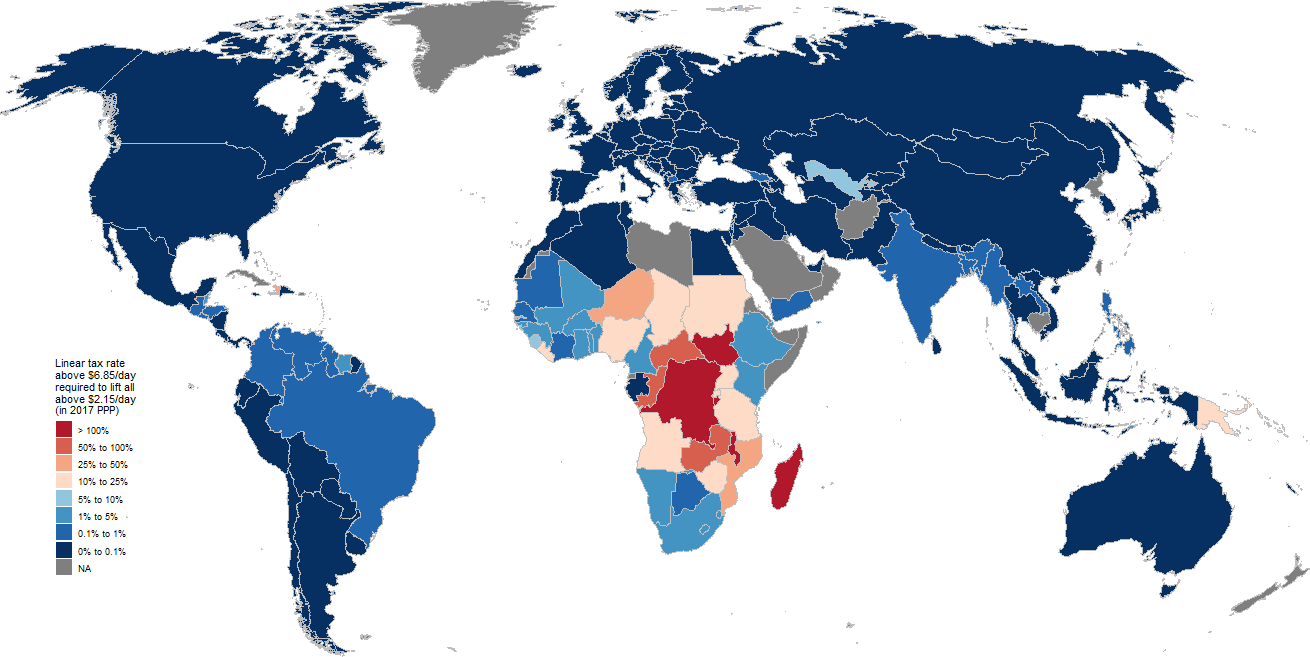 Linear tax rate
above $6.85/day
required to lift all
above $2.15/day
(in 2017 PPP)
> 100%
50% to 100%
25% to 50%
10% to 25%
5% to 10%
1% to 5%
0.1% to 1%
0% to 0.1%
NA